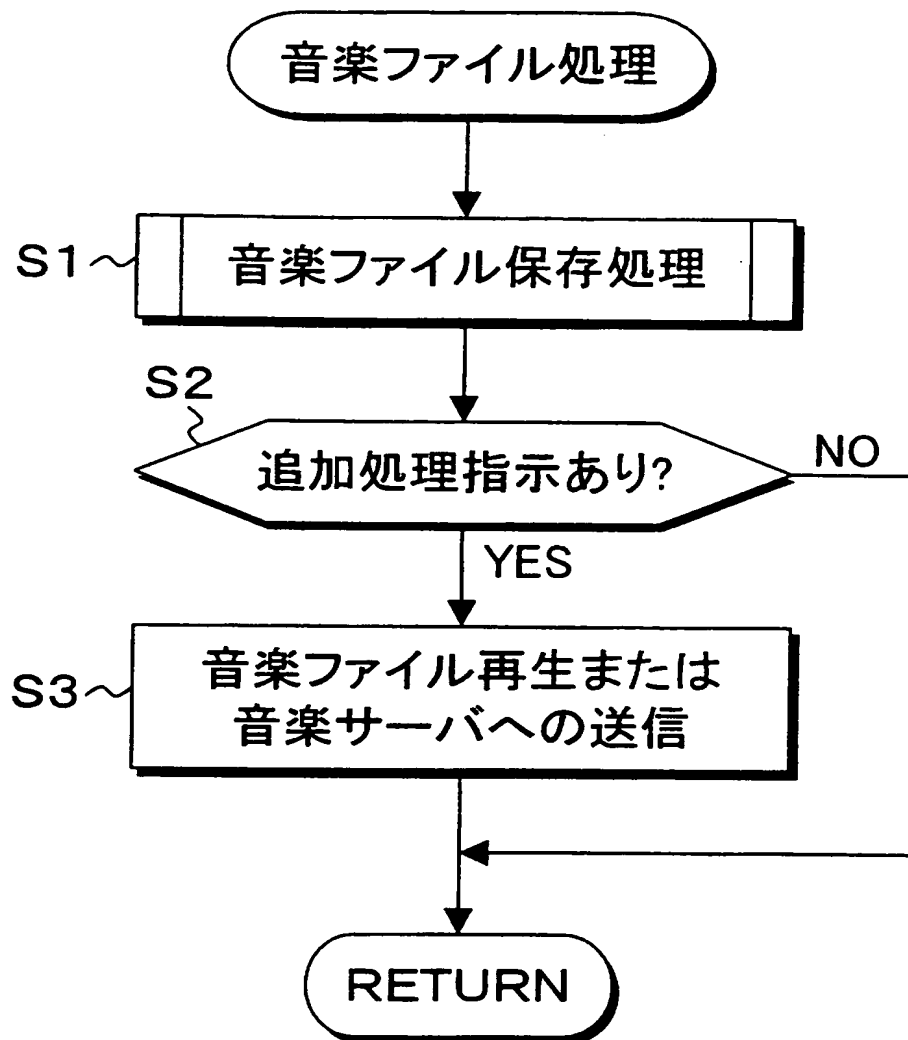 音楽ファイル処理
S1
音楽ファイル保存処理
S2
追加処理指示あり?
NO
YES
S3
音楽ファイル再生または
音楽サーバへの送信
RETURN